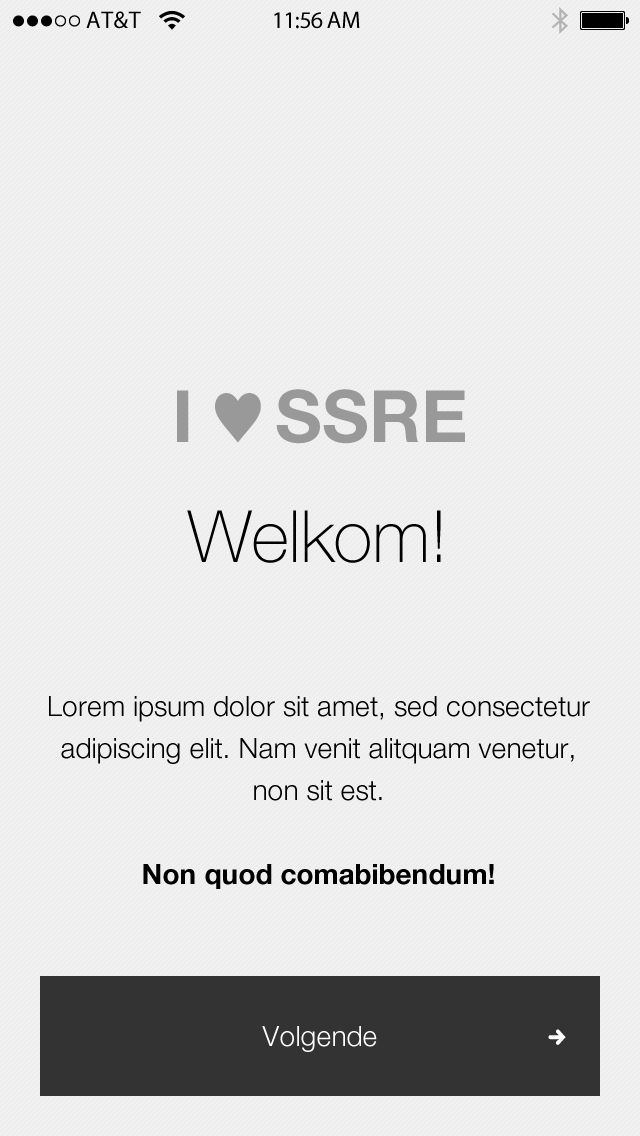 AT&T 11:56 AM
I ♥ SSRE
Welkom!
Lorem ipsum dolor sit amet, sed consectetur
adipiscing elit. Nam venit alitquam venetur,
non sit est.
Non quod comabibendum!
Volgende